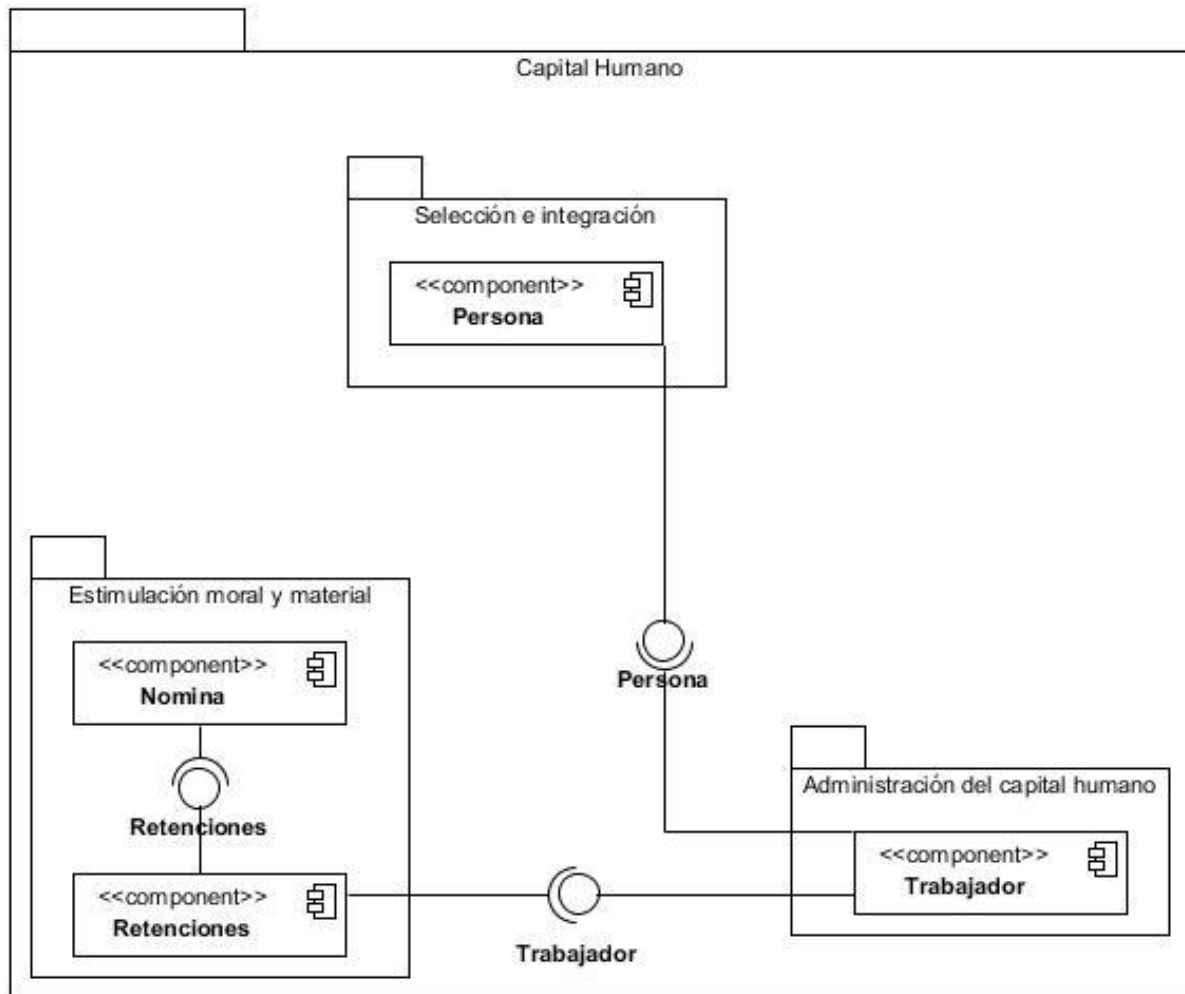 Capital Humano
Selección e integración
<<component>>
Persona
Estimulación moral y material
<<component>>
Nomina
Persona
Retenciones
Administración del capital humano
<<component>>
Trabajador
<<component>>
Retenciones
Trabajador